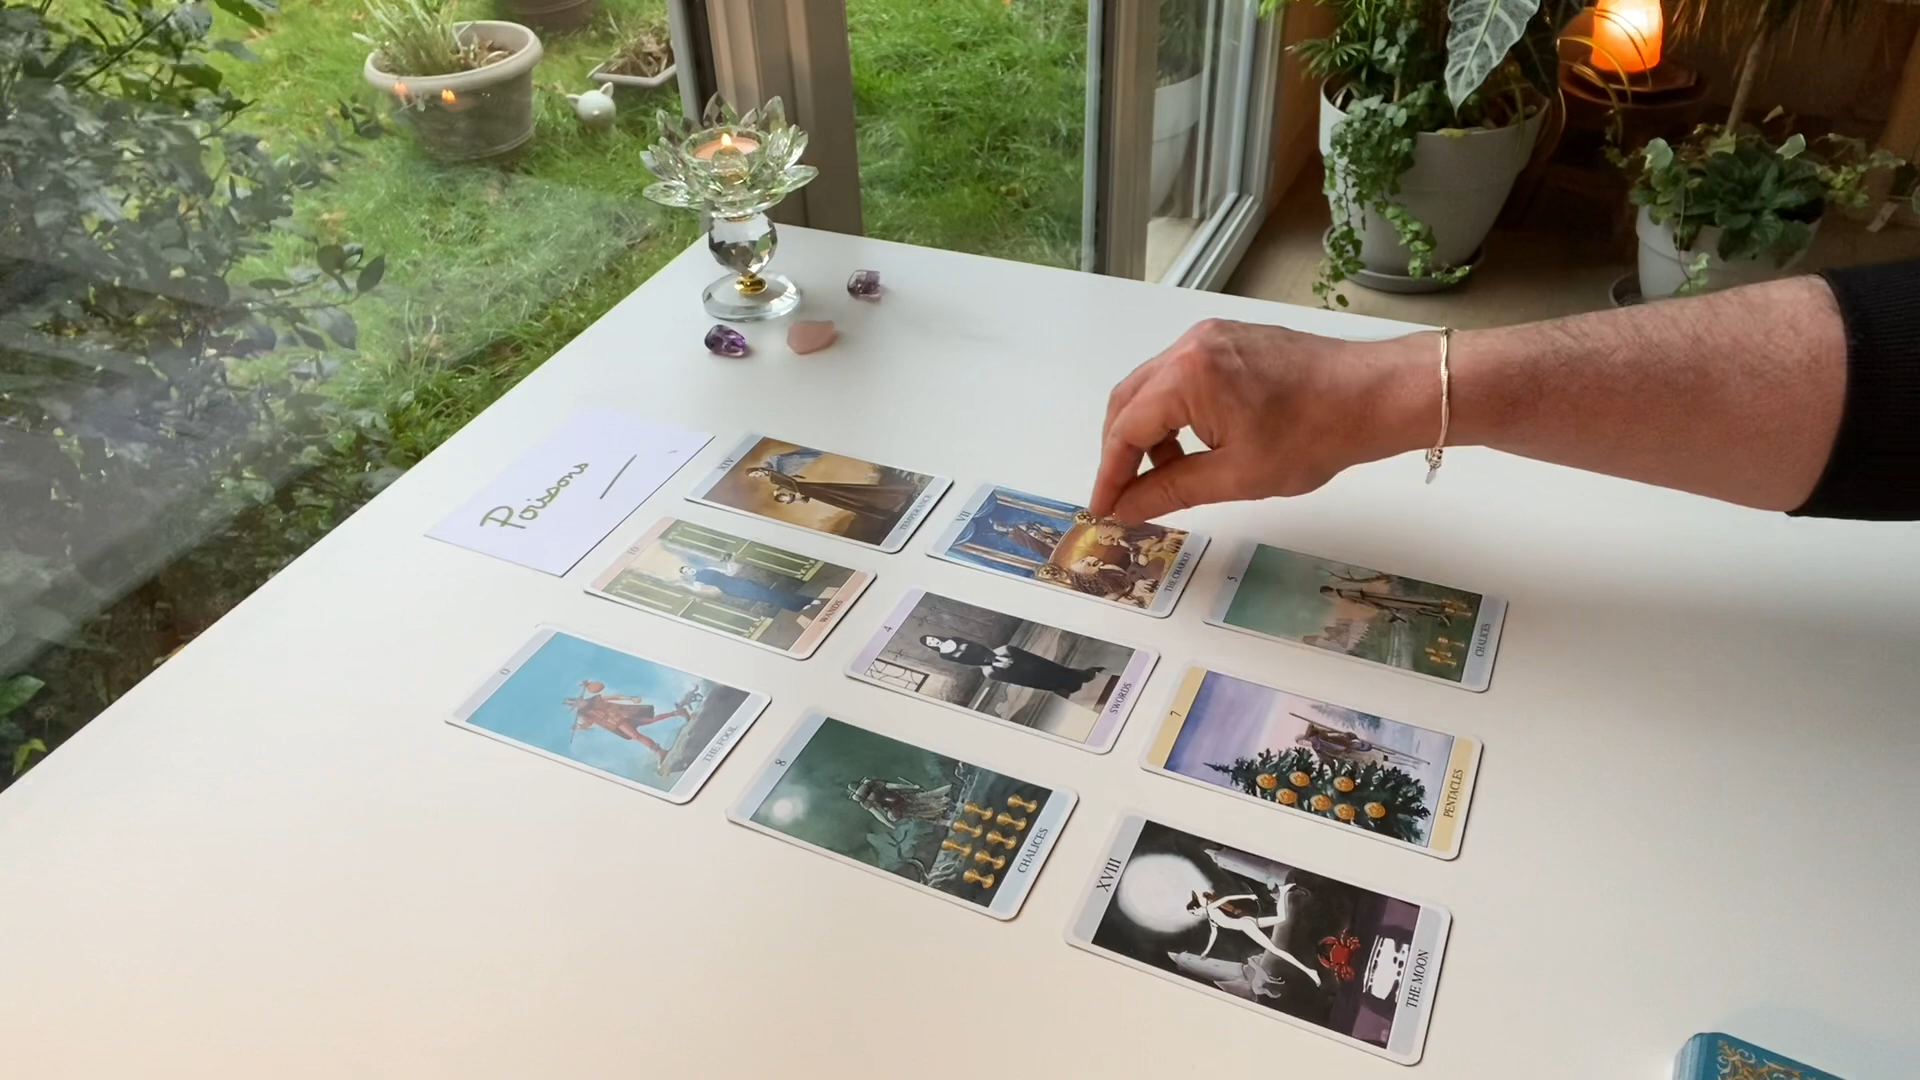 Poissons
XIV
TEMPERANCE
VII
THE CHARIOT
5
CHALICES
10
WANDS
4
SWORDS
7
PENTACLES
0
THE FOOL
8
CHALICES
XVIII
THE MOON